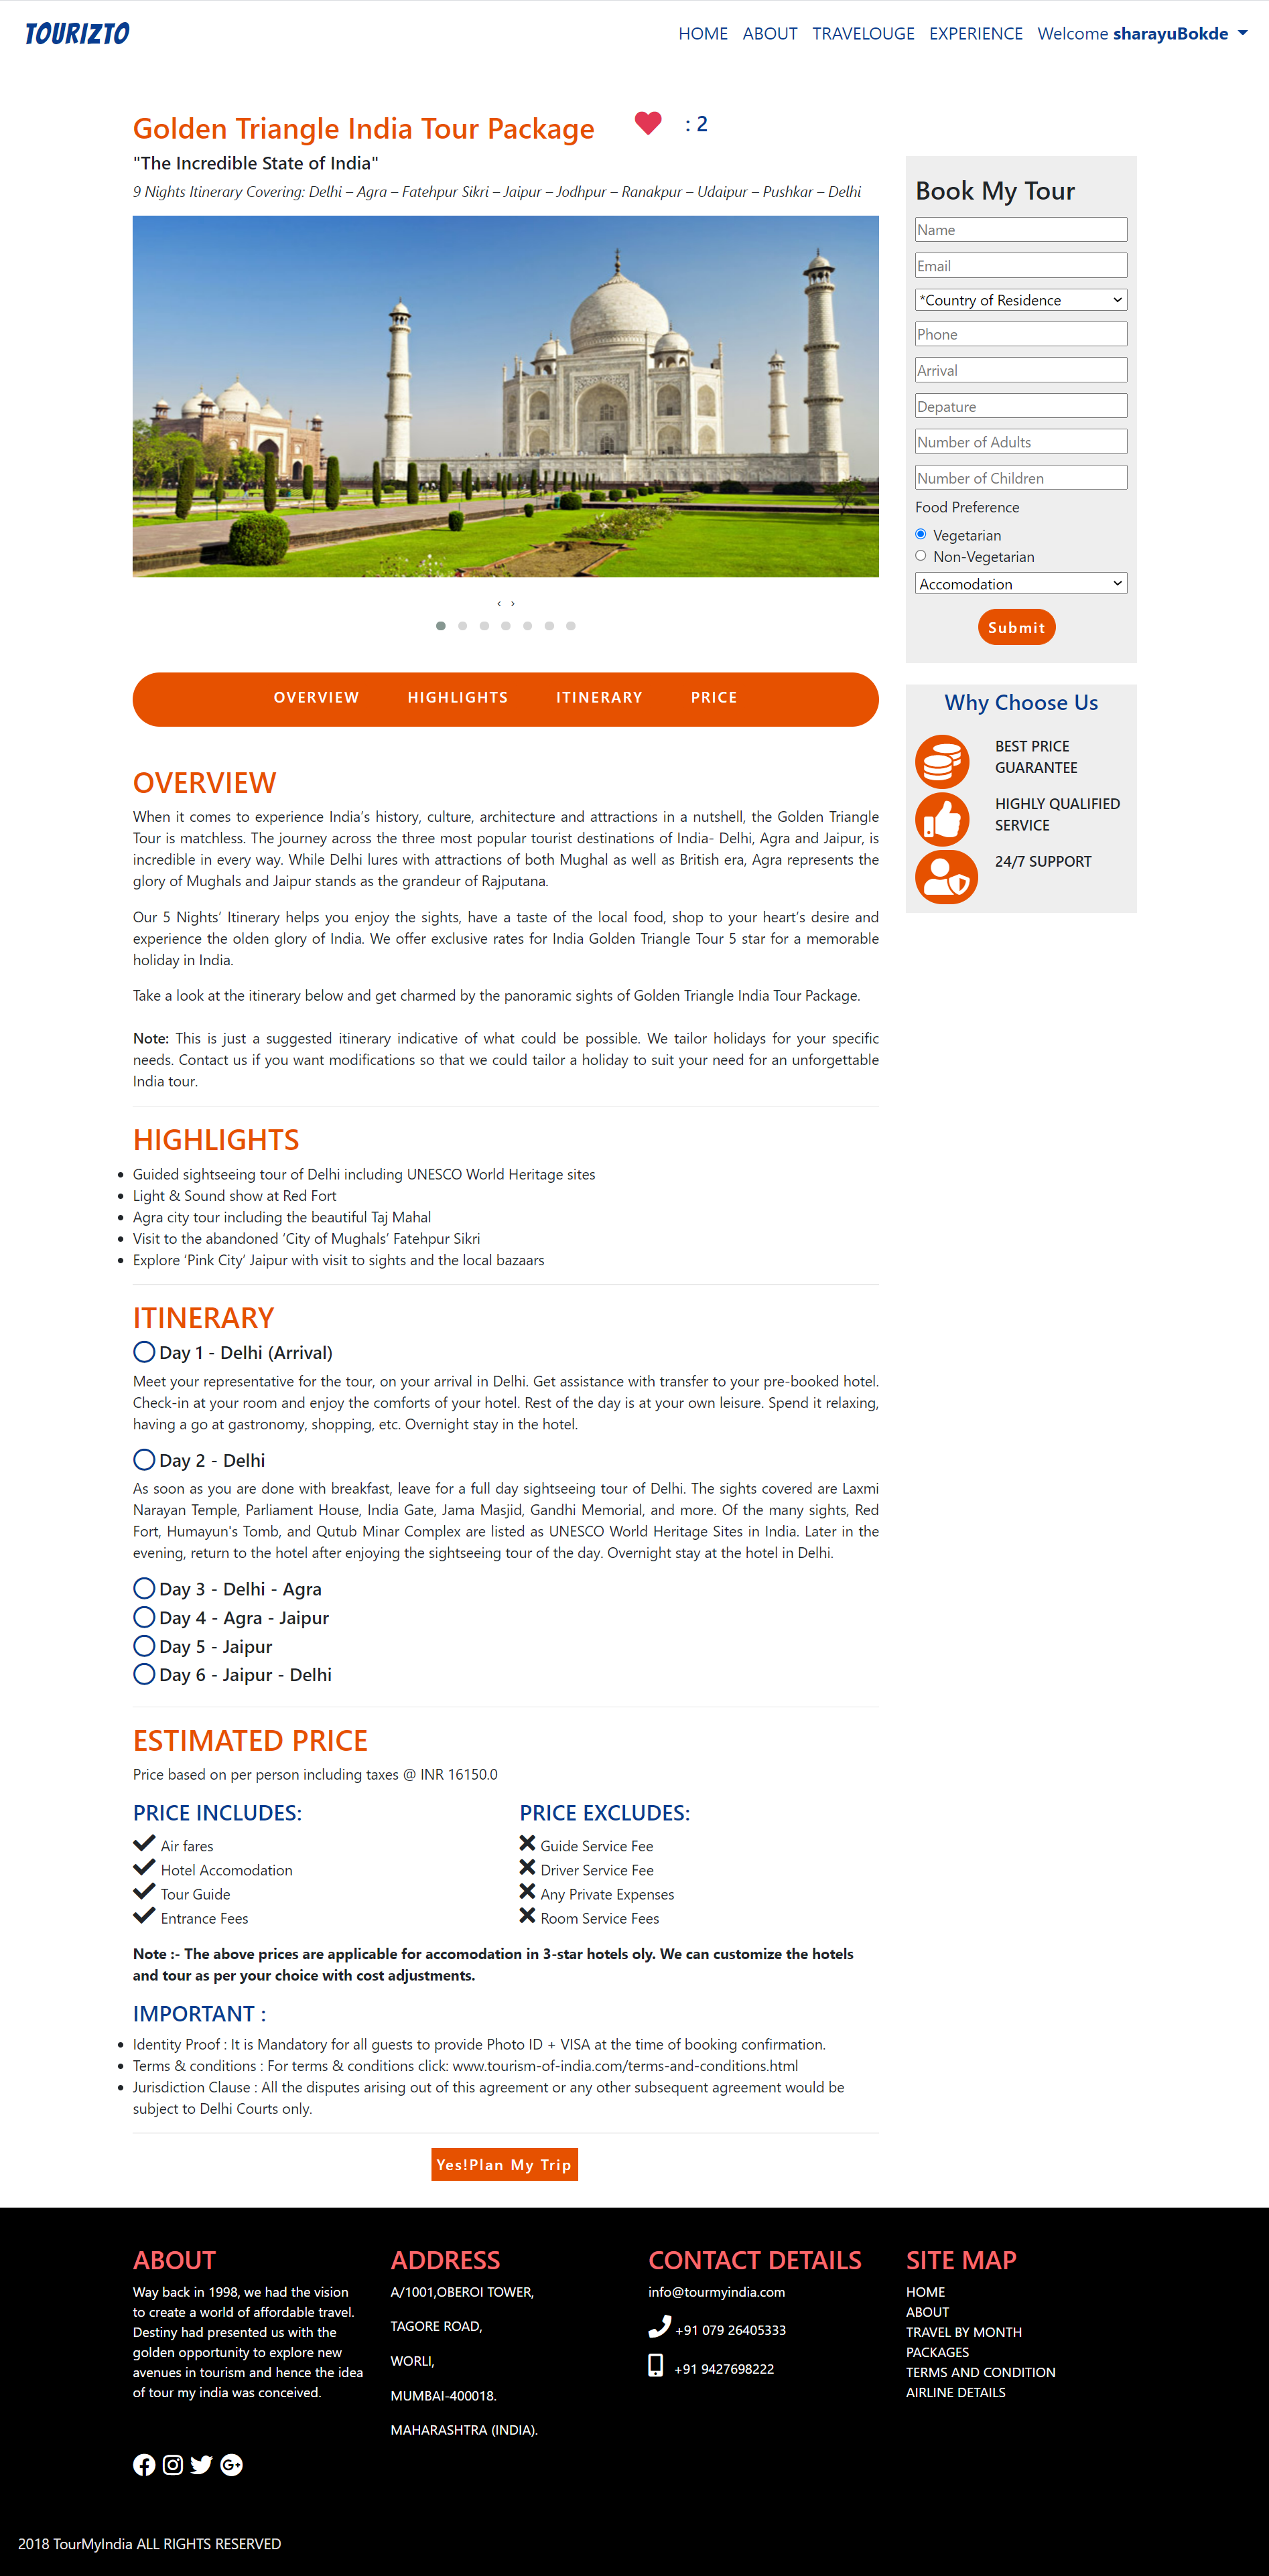 TOURIZTO
HOME ABOUT TRAVELOUGE EXPERIENCE Welcome sharayuBokde
Golden Triangle India Tour Package : 2
"The Incredible State of India"
9 Nights Itinerary Covering: Delhi – Agra – Fatehpur Sikri – Jaipur – Jodhpur – Ranakpur – Udaipur – Pushkar – Delhi
‹ ›
OVERVIEW HIGHLIGHTS ITINERARY PRICE
OVERVIEW
When it comes to experience India’s history, culture, architecture and attractions in a nutshell, the Golden Triangle
Tour is matchless. The journey across the three most popular tourist destinations of India- Delhi, Agra and Jaipur, is
incredible in every way. While Delhi lures with attractions of both Mughal as well as British era, Agra represents the
glory of Mughals and Jaipur stands as the grandeur of Rajputana.
Our 5 Nights’ Itinerary helps you enjoy the sights, have a taste of the local food, shop to your heart’s desire and
experience the olden glory of India. We offer exclusive rates for India Golden Triangle Tour 5 star for a memorable
holiday in India.
Take a look at the itinerary below and get charmed by the panoramic sights of Golden Triangle India Tour Package.
Note: This is just a suggested itinerary indicative of what could be possible. We tailor holidays for your specific
needs. Contact us if you want modifications so that we could tailor a holiday to suit your need for an unforgettable
India tour.
HIGHLIGHTS
• Guided sightseeing tour of Delhi including UNESCO World Heritage sites
• Light & Sound show at Red Fort
• Agra city tour including the beautiful Taj Mahal
• Visit to the abandoned ‘City of Mughals’ Fatehpur Sikri
• Explore ‘Pink City’ Jaipur with visit to sights and the local bazaars
ITINERARY
Day 1 - Delhi (Arrival)
Meet your representative for the tour, on your arrival in Delhi. Get assistance with transfer to your pre-booked hotel.
Check-in at your room and enjoy the comforts of your hotel. Rest of the day is at your own leisure. Spend it relaxing,
having a go at gastronomy, shopping, etc. Overnight stay in the hotel.
Day 2 - Delhi
As soon as you are done with breakfast, leave for a full day sightseeing tour of Delhi. The sights covered are Laxmi
Narayan Temple, Parliament House, India Gate, Jama Masjid, Gandhi Memorial, and more. Of the many sights, Red
Fort, Humayun's Tomb, and Qutub Minar Complex are listed as UNESCO World Heritage Sites in India. Later in the
evening, return to the hotel after enjoying the sightseeing tour of the day. Overnight stay at the hotel in Delhi.
Day 3 - Delhi - Agra
Day 4 - Agra - Jaipur
Day 5 - Jaipur
Day 6 - Jaipur - Delhi
ESTIMATED PRICE
Price based on per person including taxes @ INR 16150.0
PRICE INCLUDES:
Air fares
Hotel Accomodation
Tour Guide
Entrance Fees
PRICE EXCLUDES:
Guide Service Fee
Driver Service Fee
Any Private Expenses
Room Service Fees
Note :- The above prices are applicable for accomodation in 3-star hotels oly. We can customize the hotels
and tour as per your choice with cost adjustments.
IMPORTANT :
• Identity Proof : It is Mandatory for all guests to provide Photo ID + VISA at the time of booking confirmation.
• Terms & conditions : For terms & conditions click: www.tourism-of-india.com/terms-and-conditions.html
• Jurisdiction Clause : All the disputes arising out of this agreement or any other subsequent agreement would be
subject to Delhi Courts only.
Yes!Plan My Trip
Book My Tour
Name
Email
*Country of Residence
Phone
Arrival
Depature
Number of Adults
Number of Children
Food Preference
Vegetarian
Non-Vegetarian
Accomodation
Submit
Why Choose Us
BEST PRICE
GUARANTEE
HIGHLY QUALIFIED
SERVICE
24/7 SUPPORT
ABOUT
Way back in 1998, we had the vision
to create a world of affordable travel.
Destiny had presented us with the
golden opportunity to explore new
avenues in tourism and hence the idea
of tour my india was conceived.
ADDRESS
A/1001,OBEROI TOWER,
TAGORE ROAD,
WORLI,
MUMBAI-400018.
MAHARASHTRA (INDIA).
CONTACT DETAILS
info@tourmyindia.com
+91 079 26405333
+91 9427698222
SITE MAP
HOME
ABOUT
TRAVEL BY MONTH
PACKAGES
TERMS AND CONDITION
AIRLINE DETAILS
G+
2018 TourMyIndia ALL RIGHTS RESERVED